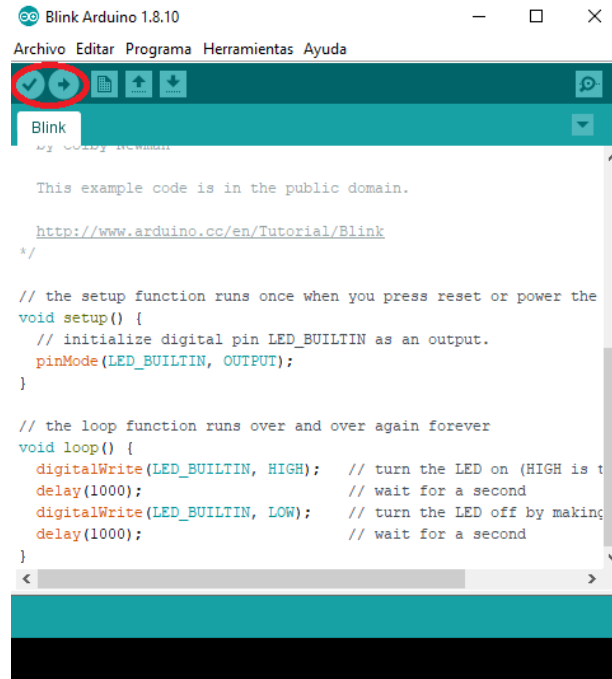 Blink Arduino 1.8.10
Archivo Editar Programa Herramientas Ayuda
Blink
by Colby Newman
This example code is in the public domain.
http://www.arduino.cc/en/Tutorial/Blink
*/
// the setup function runs once when you press reset or power the
void setup() {
// initialize digital pin LED_BUILTIN as an output.
pinMode(LED_BUILTIN, OUTPUT);
}
// the loop function runs over and over again forever
void loop() {
digitalWrite(LED_BUILTIN, HIGH); // turn the LED on (HIGH is t
delay(1000); // wait for a second
digitalWrite(LED_BUILTIN, LOW); // turn the LED off by making
delay(1000); // wait for a second
}